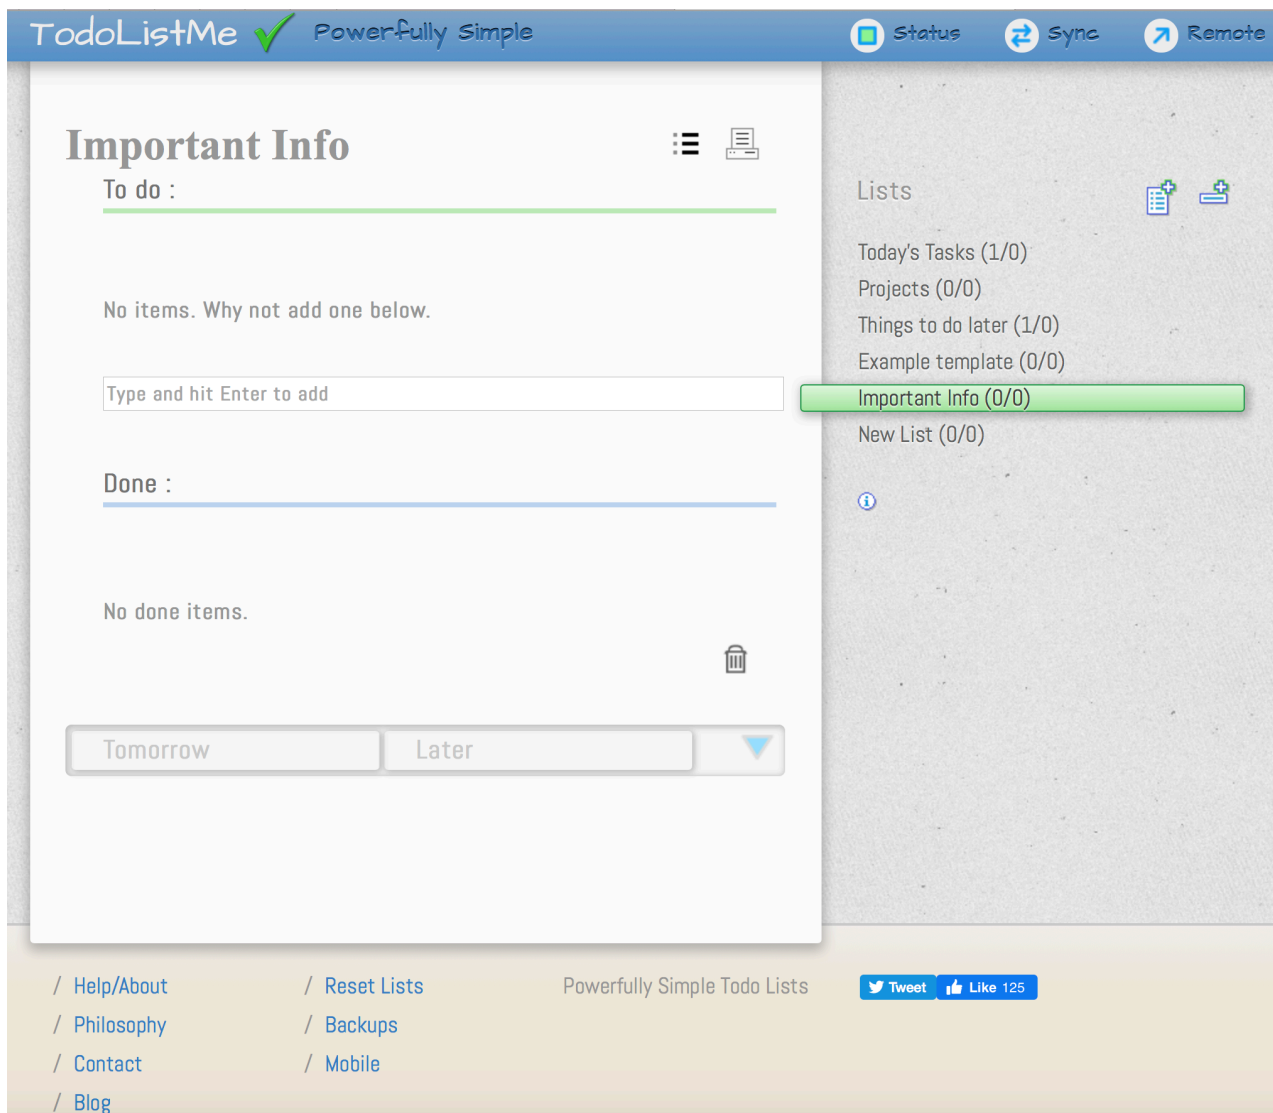 TodoListMe Powerfully Simple Status Sync Remote
Important Info
To do :
No items. Why not add one below.
Type and hit Enter to add
Done :
No done items.
Tomorrow Later
Lists
Today's Tasks (1/0)
Projects (0/0)
Things to do later (1/0)
Example template (0/0)
Important Info (0/0)
New List (0/0)
/ Help/About / Reset Lists Powerfully Simple Todo Lists Tweet Like 125
/ Philosophy / Backups
/ Contact / Mobile
/ Blog